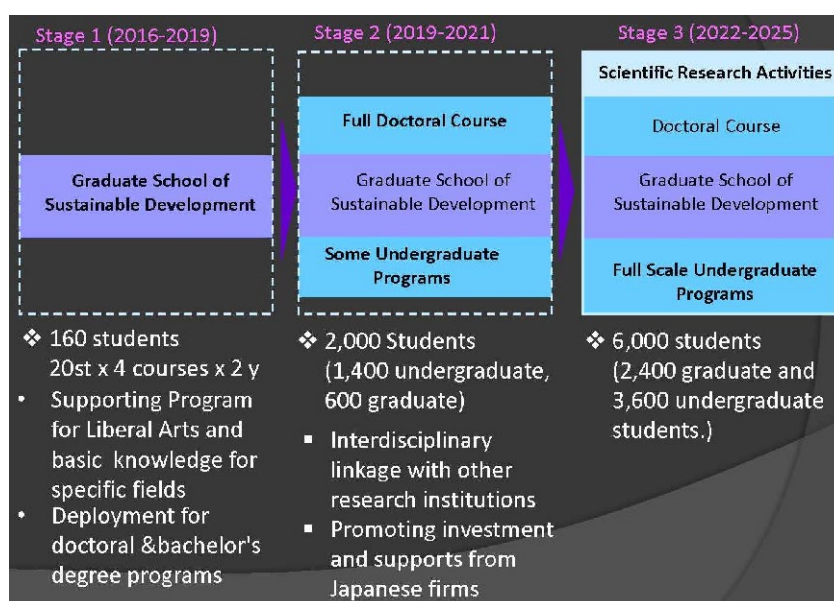 Stage 1 (2016-2019)
Graduate School of
Sustainable Development
❖ 160 students
20st x 4 courses x 2 y
• Supporting Program
for Liberal Arts and
basic knowledge for
specific fields
• Deployment for
doctoral &bachelor's
degree programs
Stage 2 (2019-2021)
Full Doctoral Course
Graduate School of
Sustainable Development
Some Undergraduate
Programs
❖ 2,000 Students
(1,400 undergraduate,
600 graduate)
▪ Interdisciplinary
linkage with other
research institutions
▪ Promoting investment
and supports from
Japanese firms
Stage 3 (2022-2025)
Scientific Research Activities
Doctoral Course
Graduate School of
Sustainable Development
Full Scale Undergraduate
Programs
❖ 6,000 students
(2,400 graduate and
3,600 undergraduate
students.)